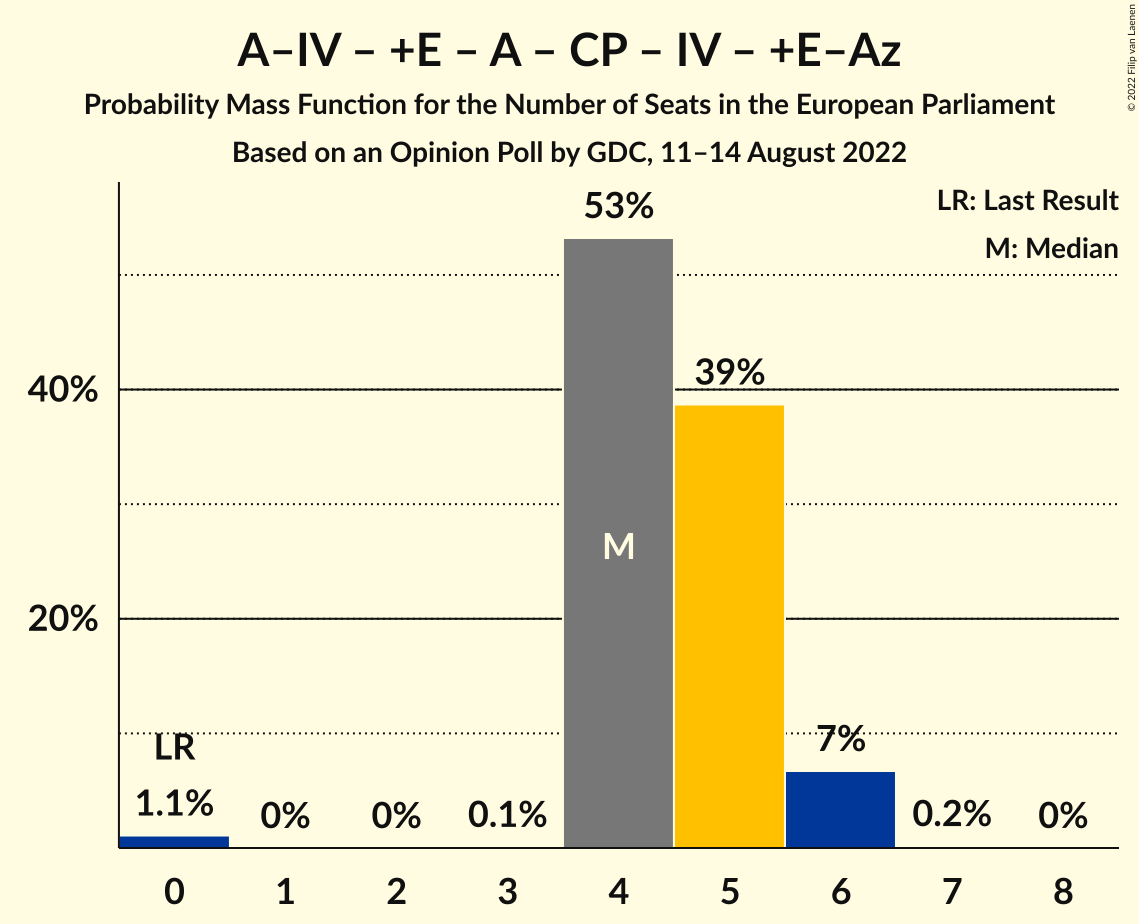 A–IV – +E – A – CP – IV – +E–Az
Probability Mass Function for the Number of Seats in the European Parliament
Based on an Opinion Poll by GDC, 11–14 August 2022
© 2022 Filip van Laenen
LR: Last Result
M: Median
53%
40%
39%
M
20%
LR
7%
1.1%
0%
0%
0.1%
0.2%
0%
0
1
2
3
4
5
6
7
8